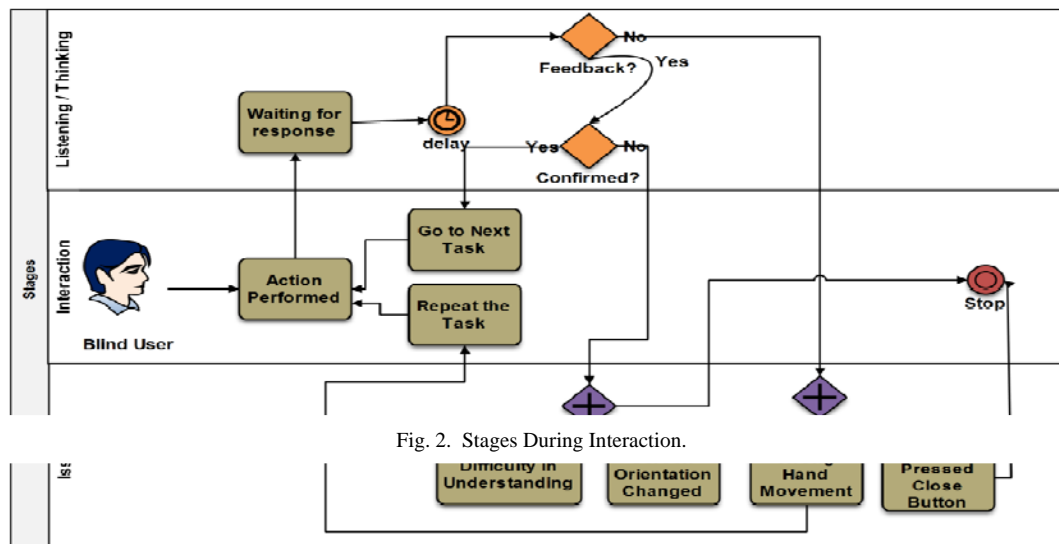 Stages
Listening / Thinking
Waiting for
response
delay
Feedback?
No
Yes
Yes
No
Confirmed?
Interaction
Blind User
Action
Performed
Go to Next
Task
Repeat the
Task
Stop
Fig. 2. Stages During Interaction.
Iss
Difficulty in
Understanding
Orientation
Changed
Hand
Movement
Pressed
Close
Button